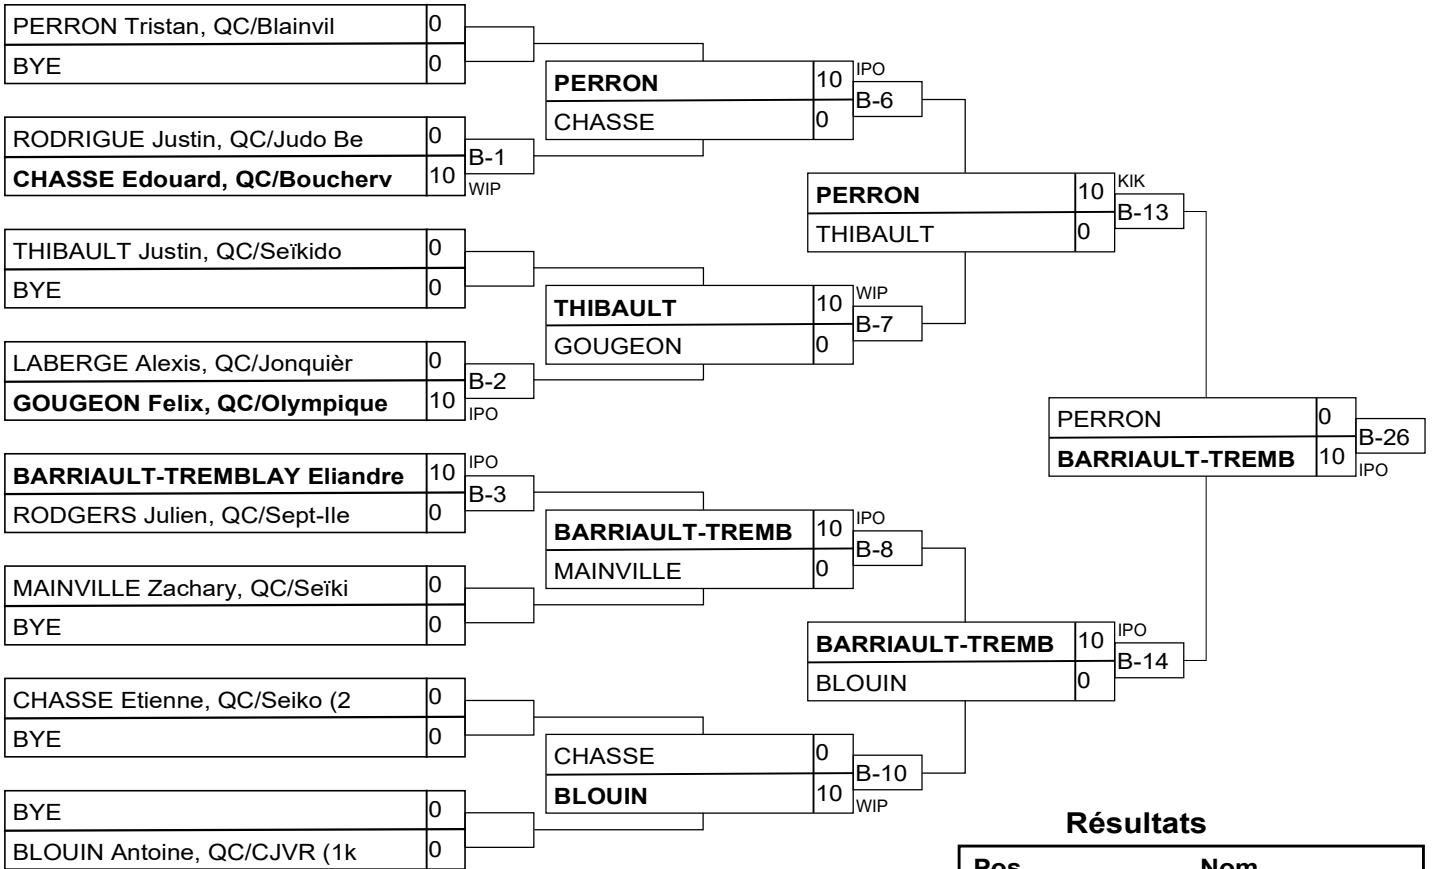 PERRON Tristan, QC/Blainvil 0
BYE 0
RODRIGUE Justin, QC/Judo Be 0
B-1
CHASSE Edouard, QC/Boucherv 10 WIP
THIBAULT Justin, QC/Seïkido 0
BYE 0
LABERGE Alexis, QC/Jonquièr 0
B-2
GOUGEON Felix, QC/Olympique 10 IPO
BARRIAULT-TREMBLAY Eliandre 10 IPO
B-3
RODGERS Julien, QC/Sept-Ile 0
MAINVILLE Zachary, QC/Seïki 0
BYE 0
CHASSE Etienne, QC/Seiko (2 0
BYE 0
BYE 0
BLOUIN Antoine, QC/CJVR (1k 0
PERRON 10 IPO
B-6
CHASSE 0
THIBAULT 10 WIP
B-7
GOUGEON 0
BARRIAULT-TREMB 10 IPO
B-8
MAINVILLE 0
CHASSE 0
B-10
BLOUIN 10 WIP
PERRON 10 KIK
B-13
THIBAULT 0
BARRIAULT-TREMB 10 IPO
B-14
BLOUIN 0
PERRON 0
B-26
BARRIAULT-TREMB 10 IPO
Résultats
Pos Nom